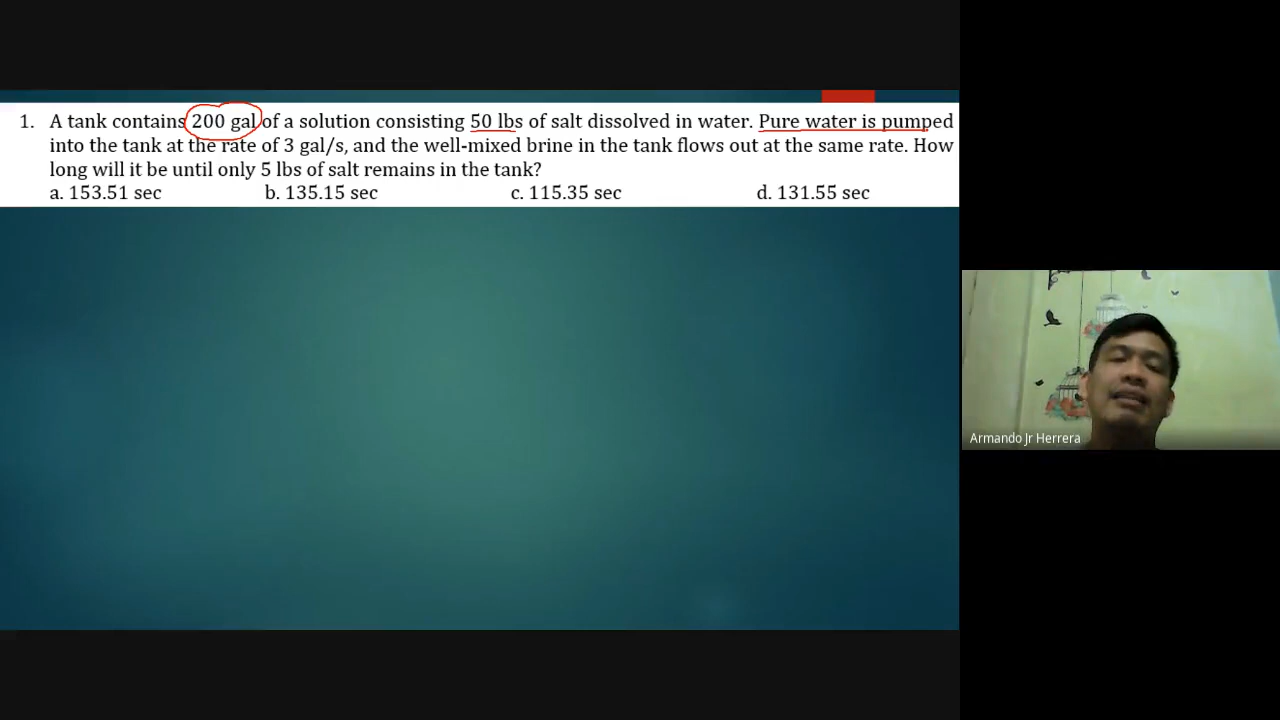 1. A tank contains 200 gal of a solution consisting 50 lbs of salt dissolved in water. Pure water is pumped
into the tank at the rate of 3 gal/s, and the well-mixed brine in the tank flows out at the same rate. How
long will it be until only 5 lbs of salt remains in the tank?
a. 153.51 sec b. 135.15 sec c. 115.35 sec d. 131.55 sec
Armando Jr Herrera